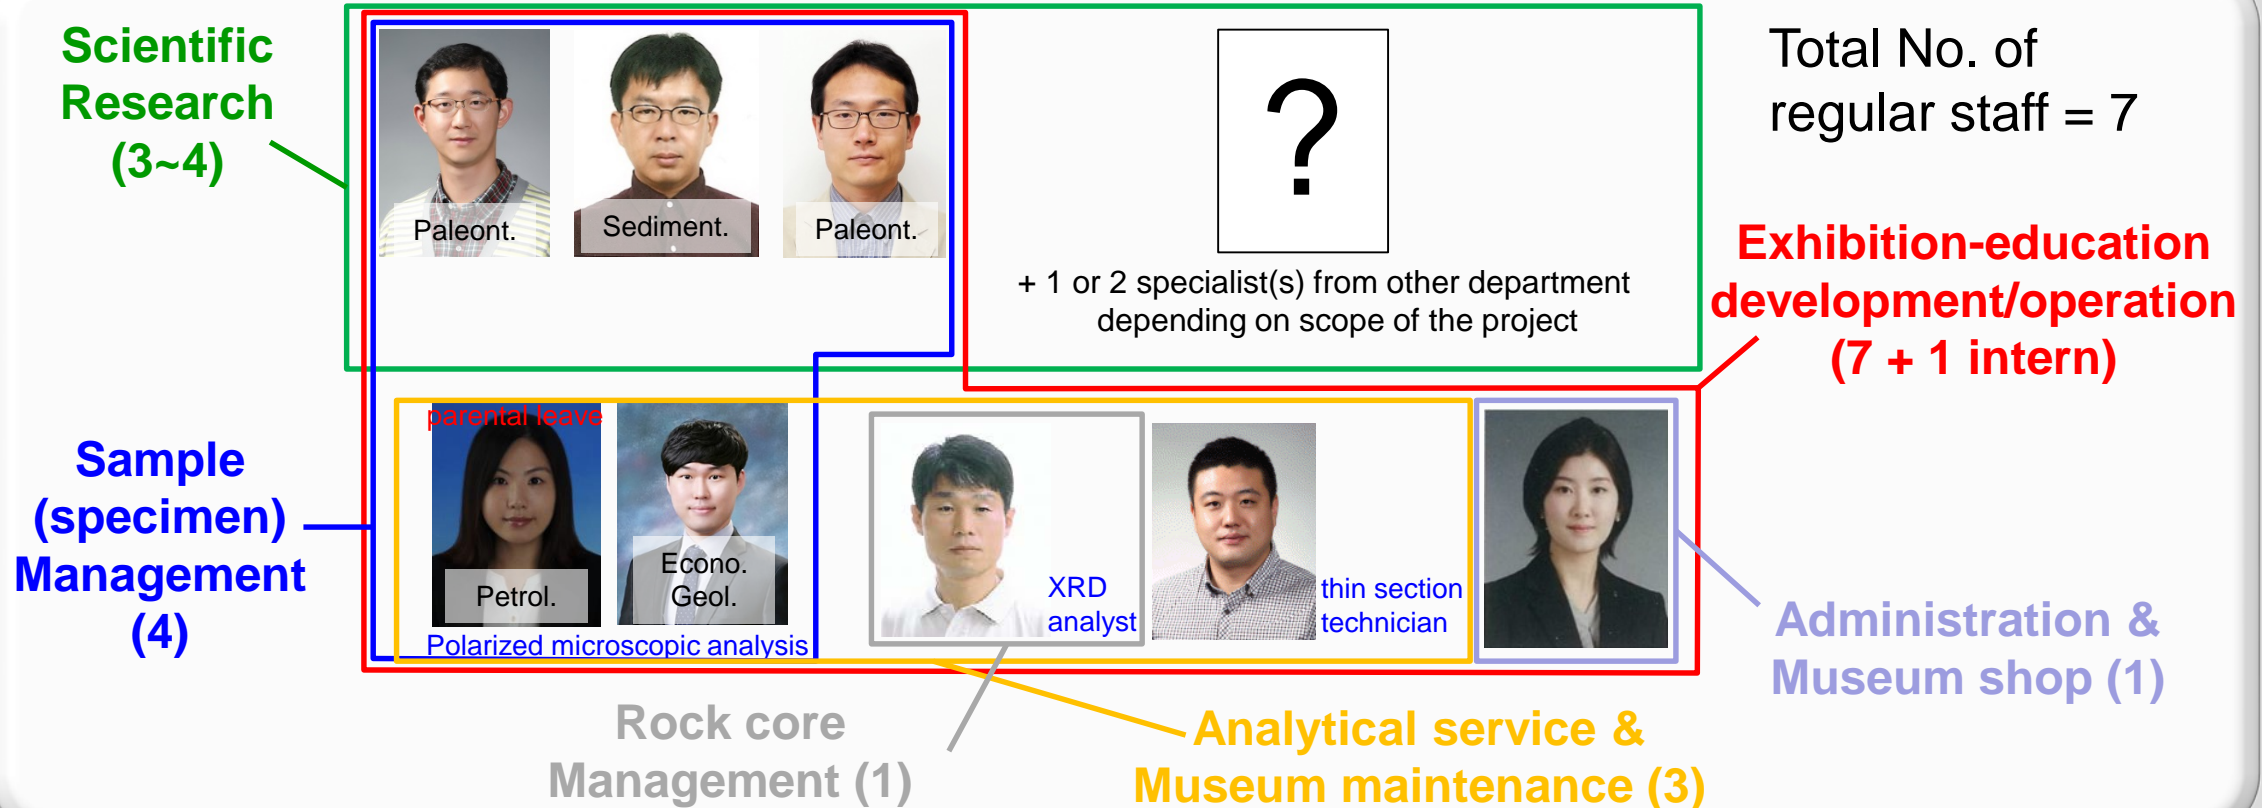 Scientific
Research
(3~4)
Paleont.
Sediment.
Paleont.
?
+ 1 or 2 specialist(s) from other department
depending on scope of the project
Total No. of
regular staff = 7
Exhibition-education
development/operation
(7 + 1 intern)
Sample
(specimen)
Management
(4)
parental leave
Petrol.
Econo.
Geol.
Polarized microscopic analysis
XRD
analyst
thin section
technician
Administration &
Museum shop (1)
Rock core
Management (1)
Analytical service &
Museum maintenance (3)